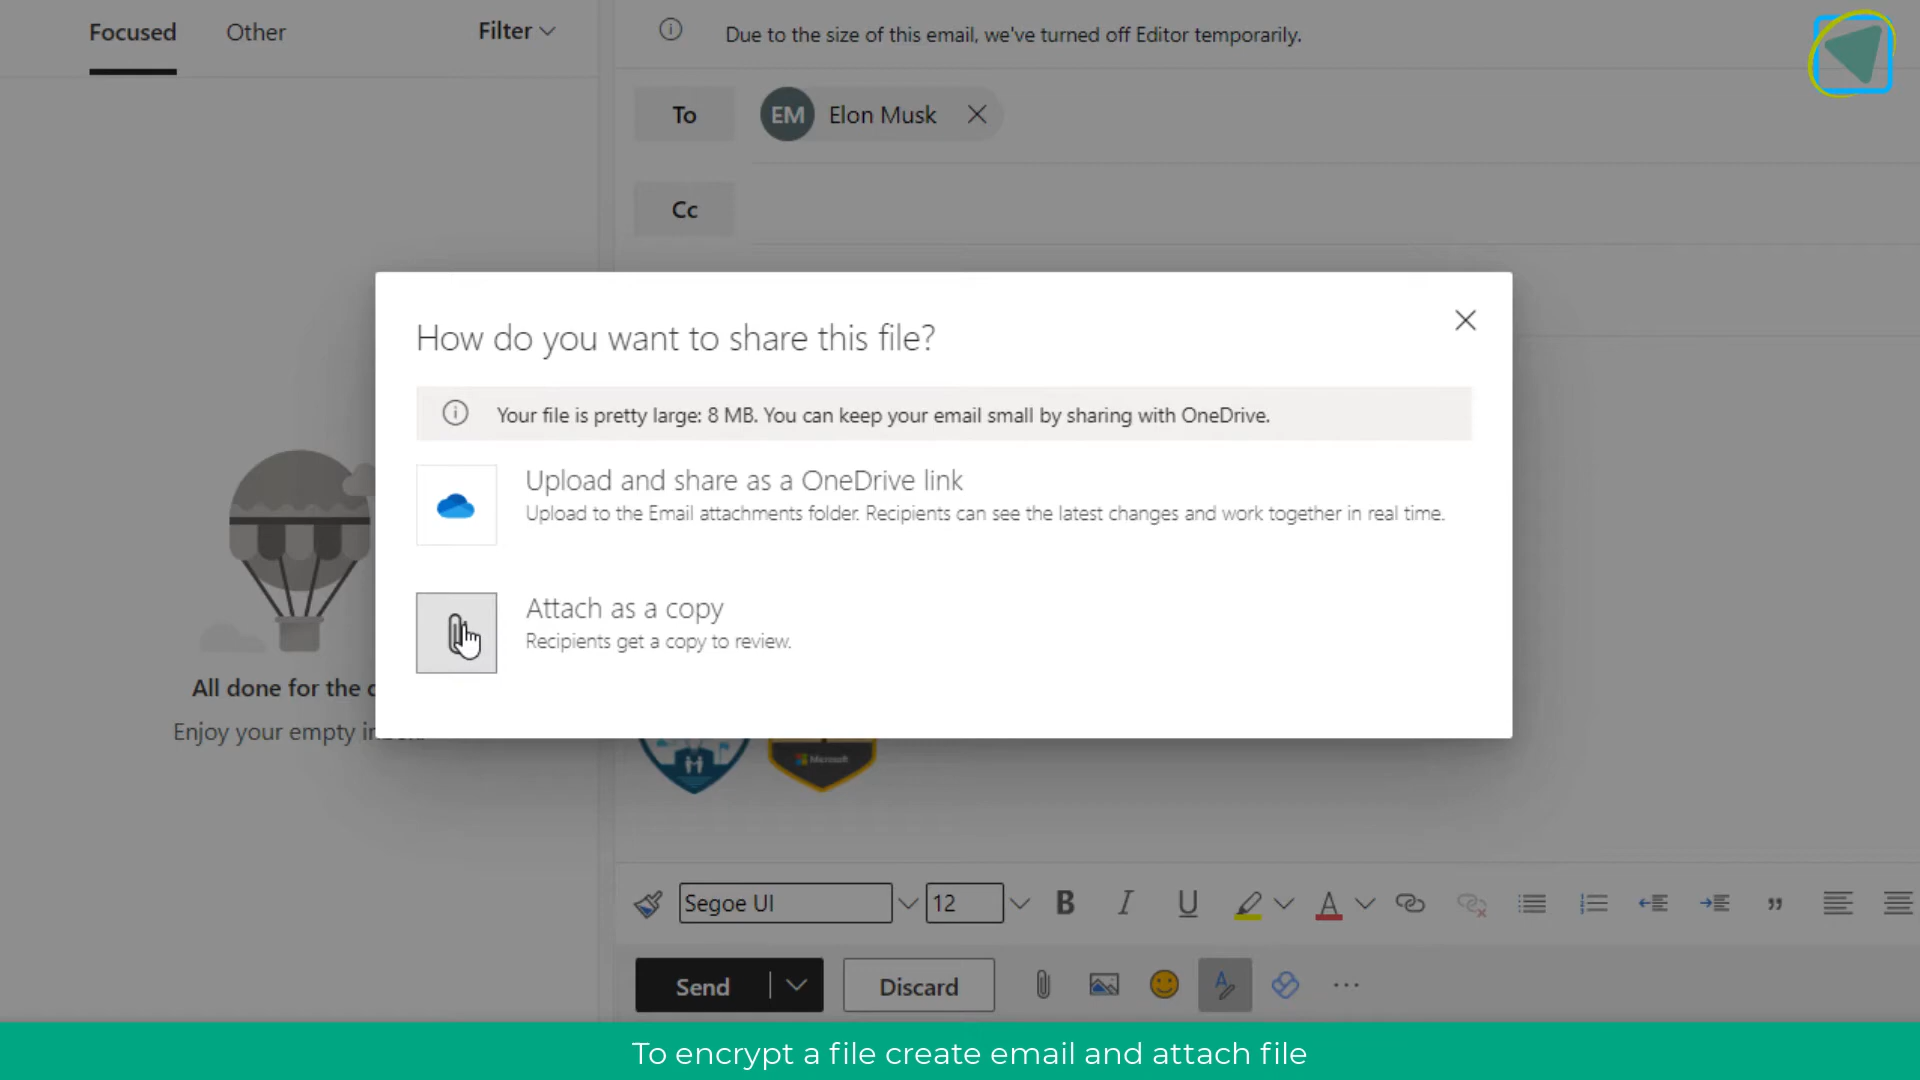 Focused
Other
Filter
Due to the size of this email, we've turned off Editor temporarily.
To
EM
Elon Musk
Cc
How do you want to share this file?
Your file is pretty large: 8 MB. You can keep your email small by sharing with OneDrive.
Upload and share as a OneDrive link
Upload to the Email attachments folder. Recipients can see the latest changes and work together in real time.
Attach as a copy
Recipients get a copy to review.
All done for the
Enjoy your empty
Microsoft
Segoe UI
12
B
I
U
A
Send
Discard
To encrypt a file create email and attach file